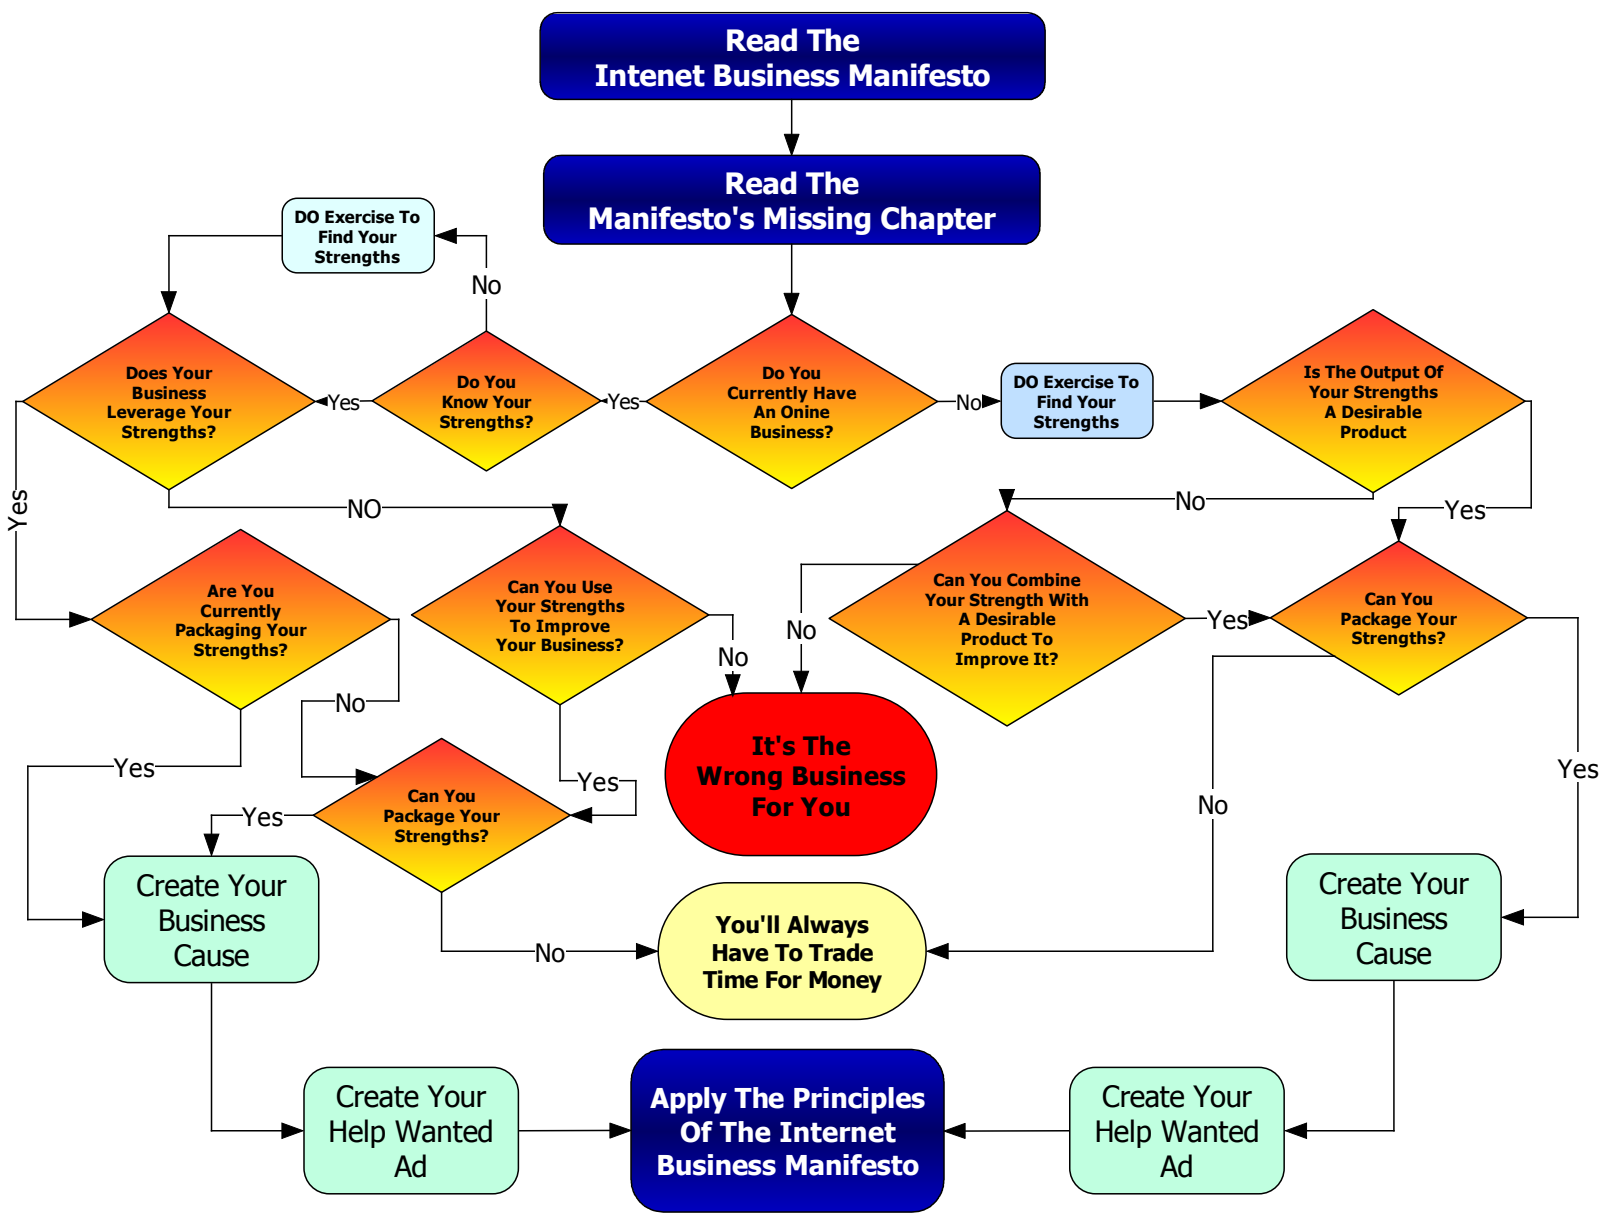 Read The
Intenet Business Manifesto
Read The
Manifesto's Missing Chapter
DO Exercise To
Find Your
Strengths
No
Does Your
Business
Leverage Your
Strengths?
Yes
Do You
Know Your
Strengths?
Yes
Do You
Currently Have
An Onine
Business?
No
DO Exercise To
Find Your
Strengths
Is The Output Of
Your Strengths
A Desirable
Product
Yes
NO
No
Yes
Are You
Currently
Packaging Your
Strengths?
Can You Use
Your Strengths
To Improve
Your Business?
No
No
Can You Combine
Your Strength With
A Desirable
Product To
Improve It?
Yes
Can You
Package Your
Strengths?
No
Yes
Yes
It's The
Wrong Business
For You
No
Yes
Yes
Can You
Package Your
Strengths?
Create Your
Business
Cause
No
You'll Always
Have To Trade
Time For Money
Create Your
Business
Cause
Create Your
Help Wanted
Ad
Apply The Principles
Of The Internet
Business Manifesto
Create Your
Help Wanted
Ad